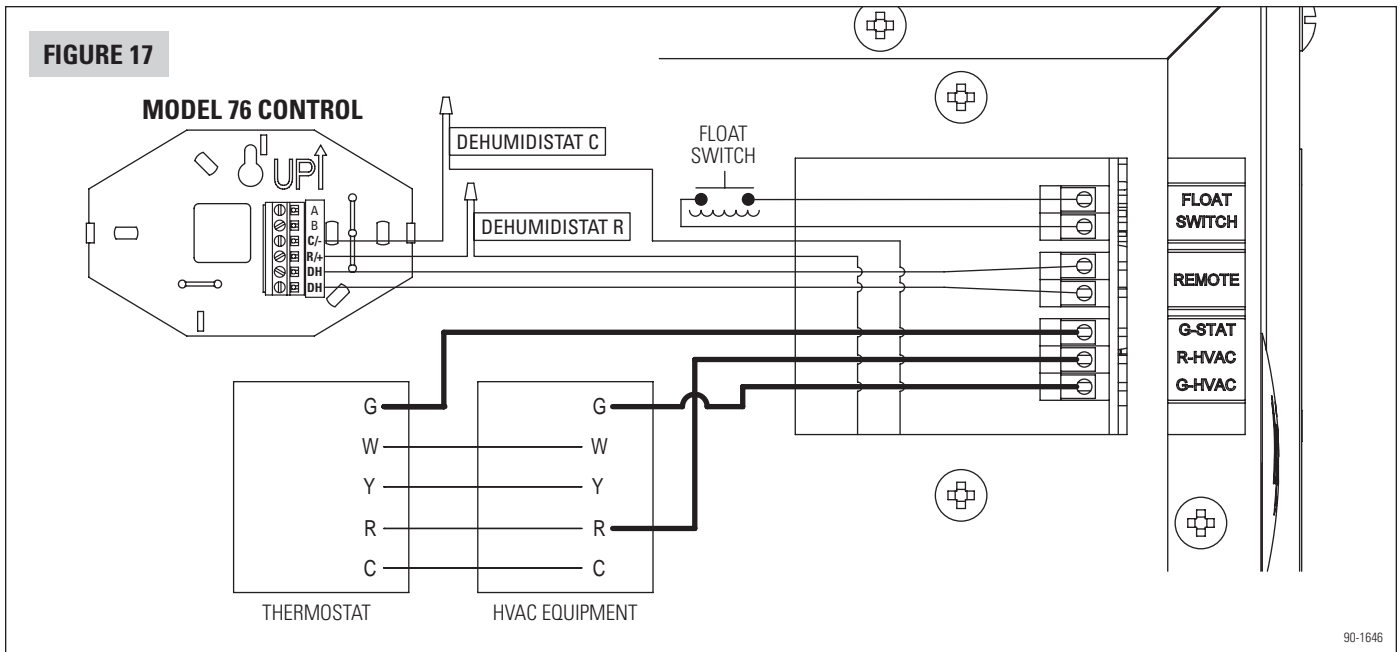 FIGURE 17
MODEL 76 CONTROL
UP
A
B
C/-
R/+
DH
DH
DEHUMIDISTAT C
DEHUMIDISTAT R
FLOAT
SWITCH
FLOAT
SWITCH
REMOTE
G-STAT
R-HVAC
G-HVAC
G
W
Y
R
C
THERMOSTAT
G
W
Y
R
C
HVAC EQUIPMENT
90-1646